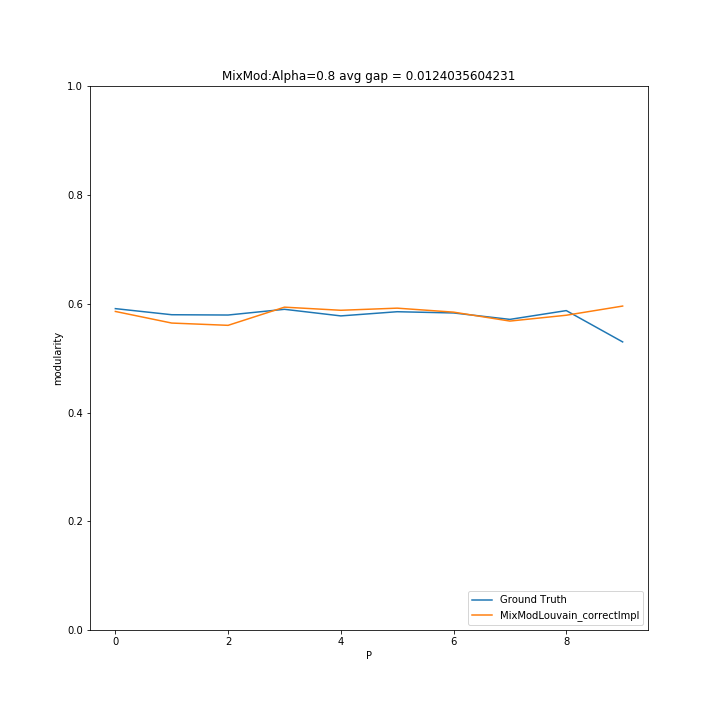 MixMod:Alpha=0.8 avg gap = 0.0124035604231
1.0
0.8
0.6
0.4
0.2
0.0
modularity
0 2 4 6 8
P
Ground Truth
MixModLouvain_correctImpl